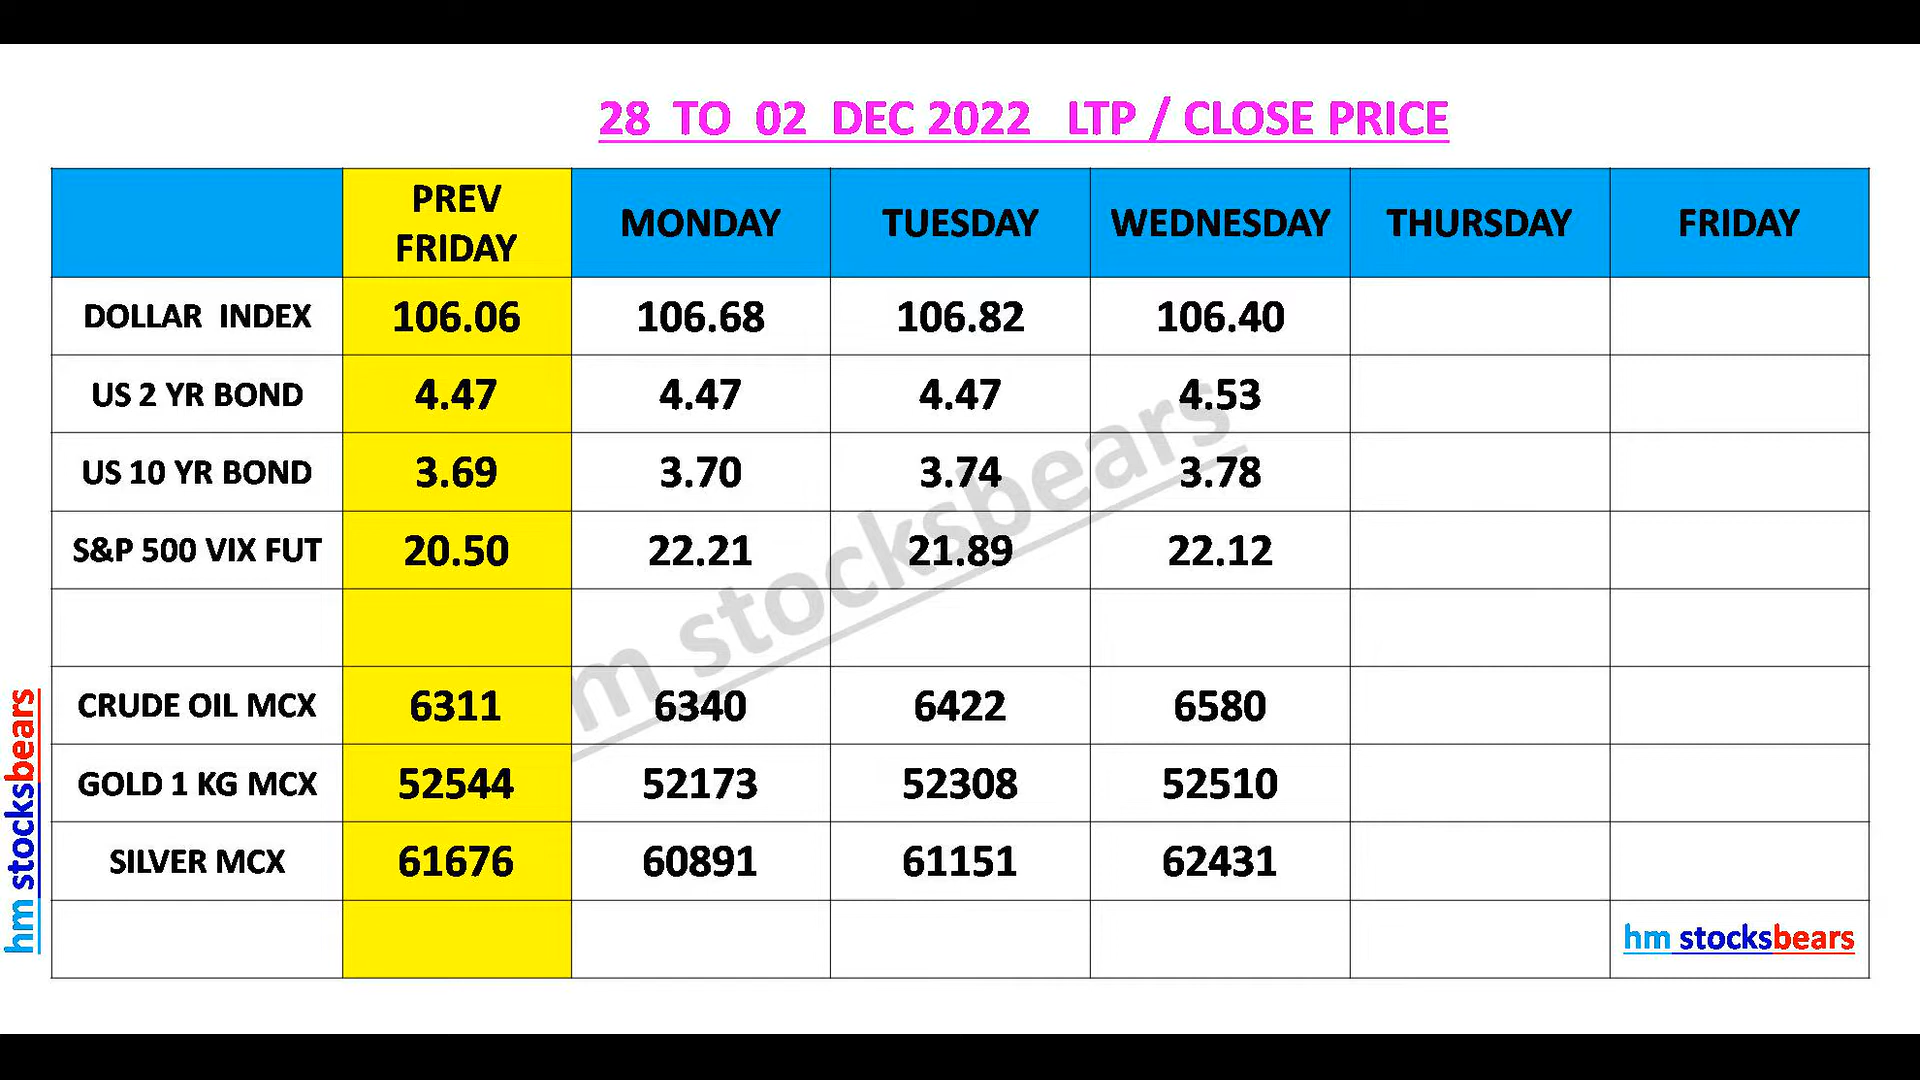 28 TO 02 DEC 2022 LTP / CLOSE PRICE
PREV FRIDAY MONDAY TUESDAY WEDNESDAY THURSDAY FRIDAY
DOLLAR INDEX 106.06 106.68 106.82 106.40
US 2 YR BOND 4.47 4.47 4.47 4.53
US 10 YR BOND 3.69 3.70 3.74 3.78
S&P 500 VIX FUT 20.50 22.21 21.89 22.12
CRUDE OIL MCX 6311 6340 6422 6580
GOLD 1 KG MCX 52544 52173 52308 52510
SILVER MCX 61676 60891 61151 62431
hm stocksbears
hm stocksbears
hm stocksbears